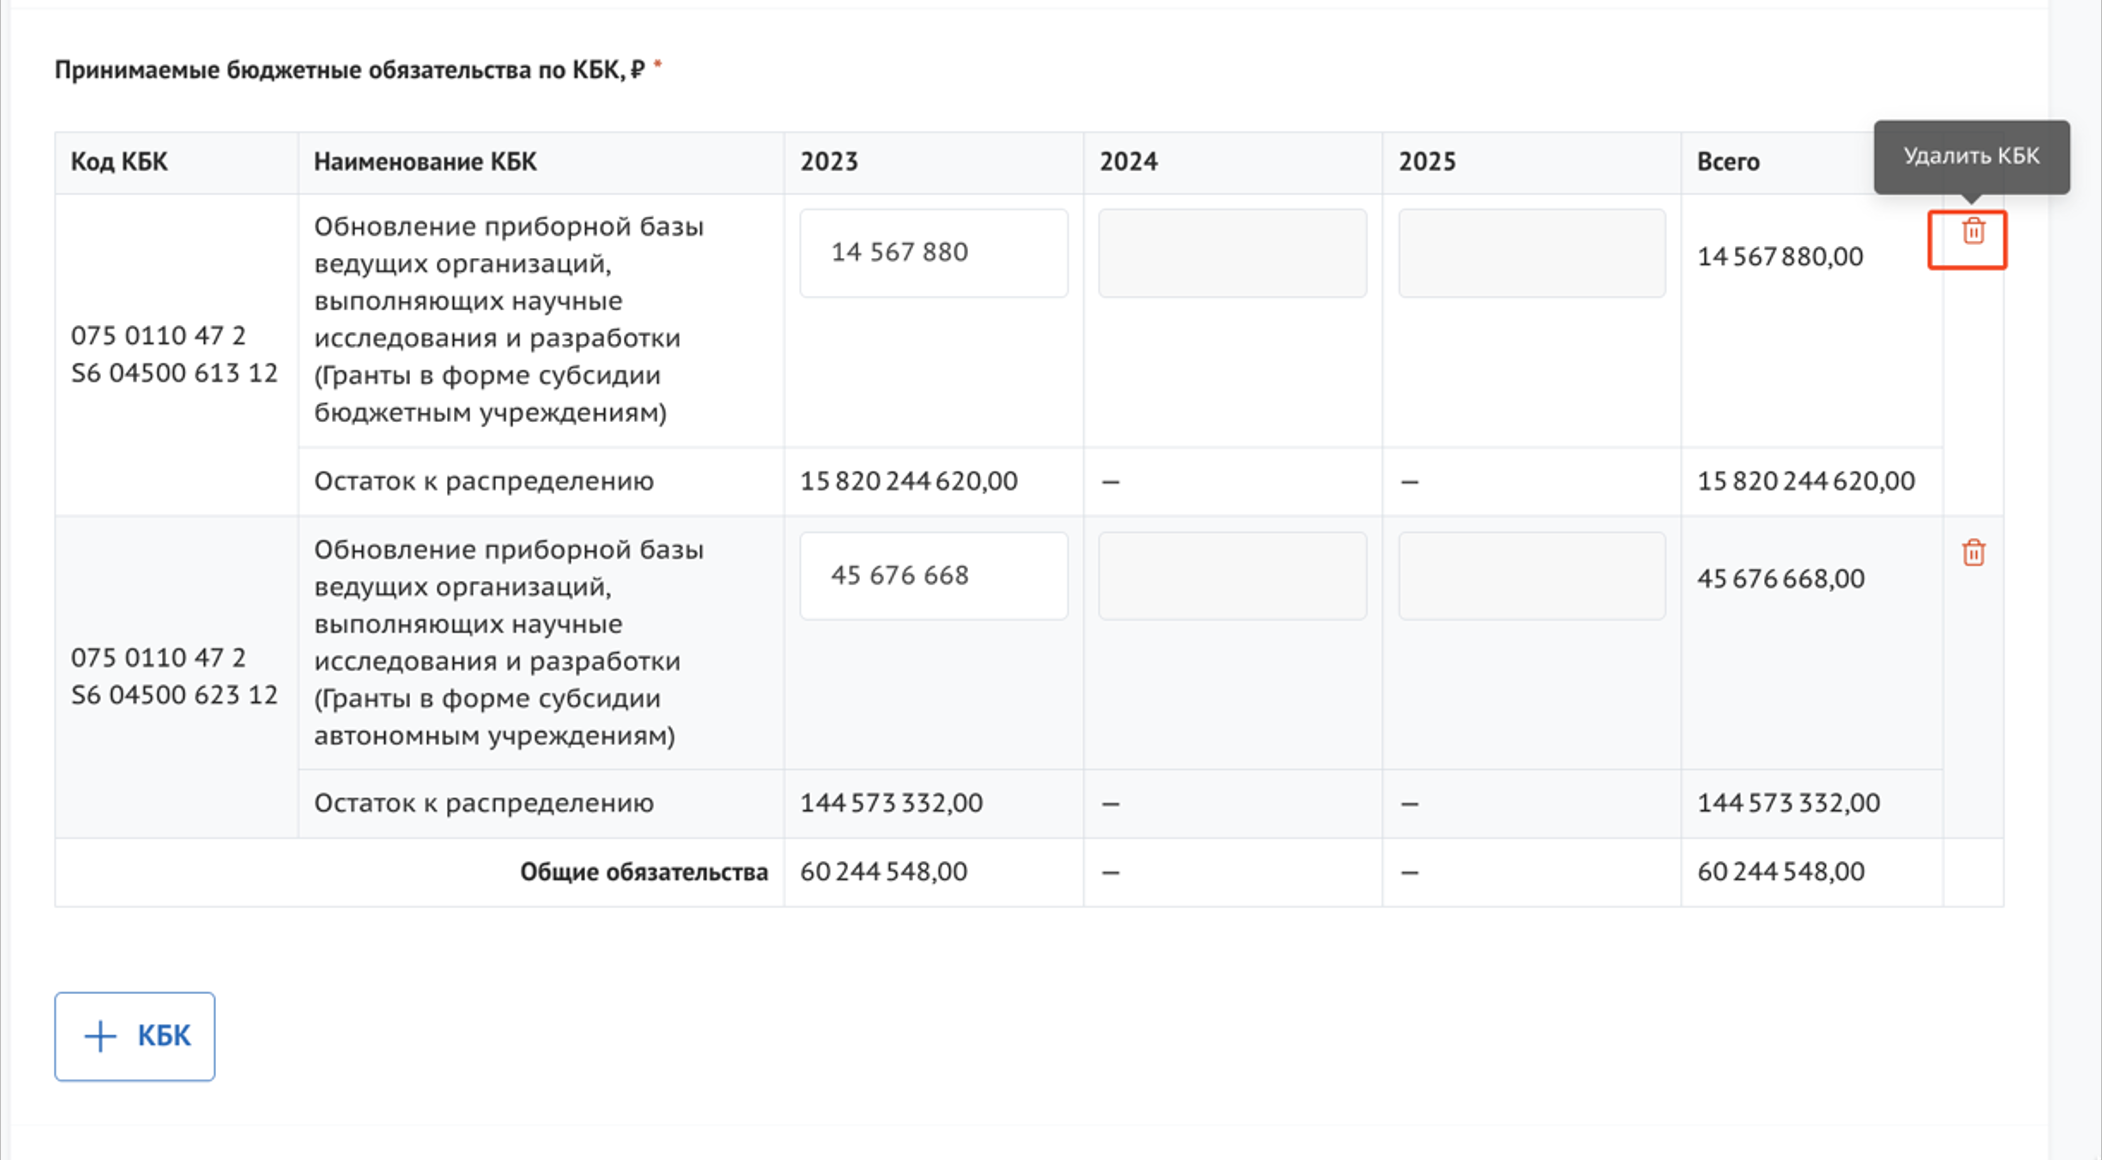 Принимаемые бюджетные обязательства по КБК, ₽ *
Код КБК
Наименование КБК
2023
2024
2025
Всего
Удалить КБК
075 0110 47 2
S6 04500 613 12
Обновление приборной базы
ведущих организаций,
выполняющих научные
исследования и разработки
(Гранты в форме субсидии
бюджетным учреждениям)
14 567 880
14 567 880,00
Остаток к распределению
15 820 244 620,00
–
–
15 820 244 620,00
075 0110 47 2
S6 04500 623 12
Обновление приборной базы
ведущих организаций,
выполняющих научные
исследования и разработки
(Гранты в форме субсидии
автономным учреждениям)
45 676 668
45 676 668,00
Остаток к распределению
144 573 332,00
–
–
144 573 332,00
Общие обязательства
60 244 548,00
–
–
60 244 548,00
+ КБК